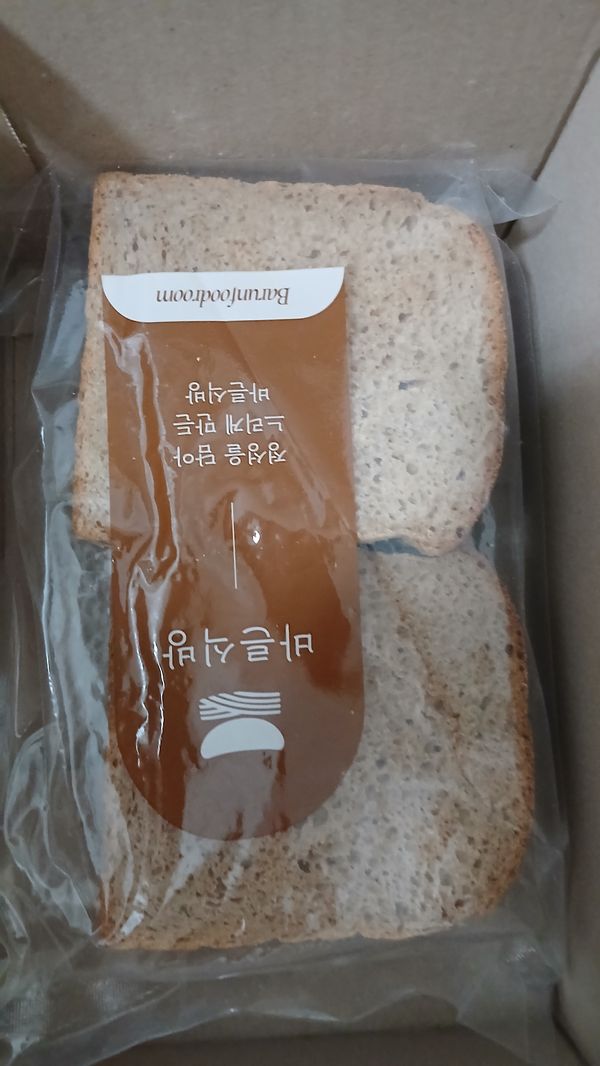 바른식방
정성을 담아
느리게 만든
바른식방
Barunfoodroom